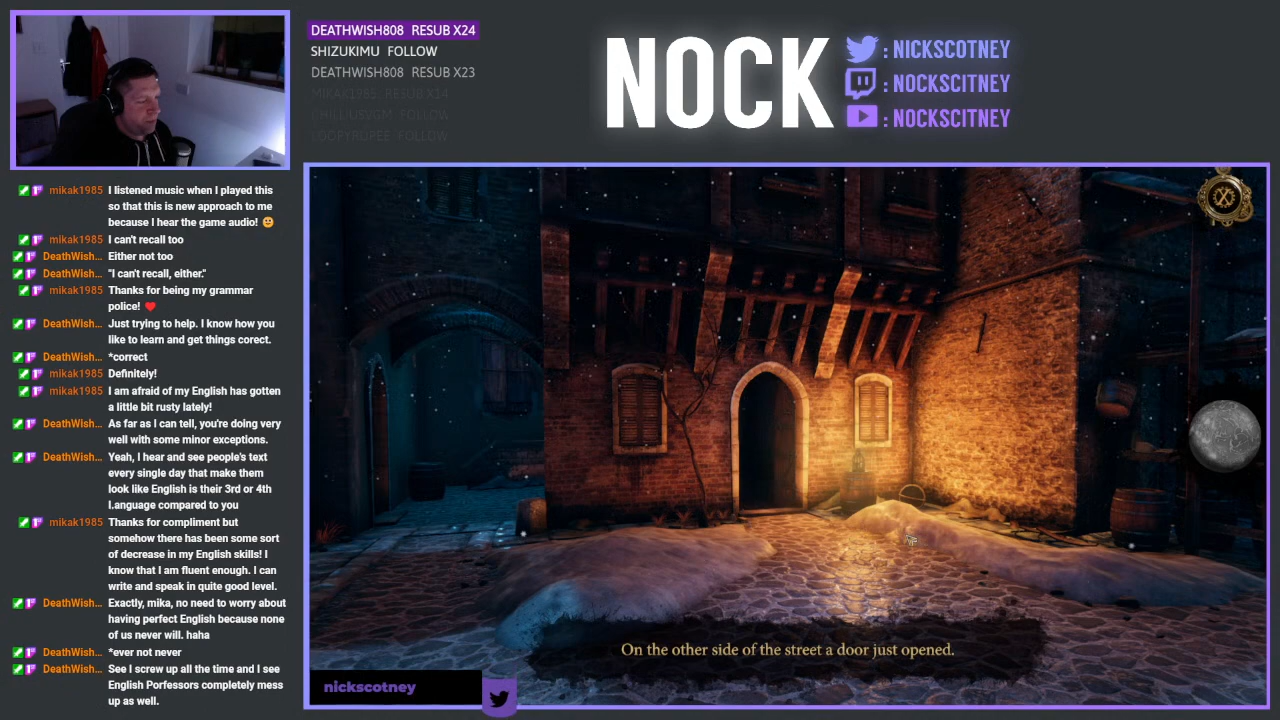 DEATHWISH808 RESUB X24
SHIZUKIMU FOLLOW
DEATHWISH808 RESUB X23
MIKAK1985 RESUB X14
NOCK
: NICKSCOTNEY
: NOCKSCITNEY
: NOCKSCITNEY
mikak1985 I listened music when I played this
so that this is new approach to me
because I hear the game audio!
mikak1985 I can't recall too
DeathWish... Either not too
DeathWish... "I can't recall, either."
mikak1985 Thanks for being my grammar
police!
DeathWish... Just trying to help. I know how you
like to learn and get things corect.
DeathWish... *correct
mikak1985 Definitely!
mikak1985 I am afraid of my English has gotten
a little bit rusty lately!
DeathWish... As far as I can tell, you're doing very
well with some minor exceptions.
DeathWish... Yeah, I hear and see people's text
every single day that make them
look like English is their 3rd or 4th
l.anguage compared to you
mikak1985 Thanks for compliment but
somehow there has been some sort
of decrease in my English skills! I
know that I am fluent enough. I can
write and speak in quite good level.
DeathWish... Exactly, mika, no need to worry about
having perfect English because none
of us never will. haha
DeathWish... *ever not never
DeathWish... See I screw up all the time and I see
English Porfessors completely mess
up as well.
On the other side of the street a door just opened.
nickscotney